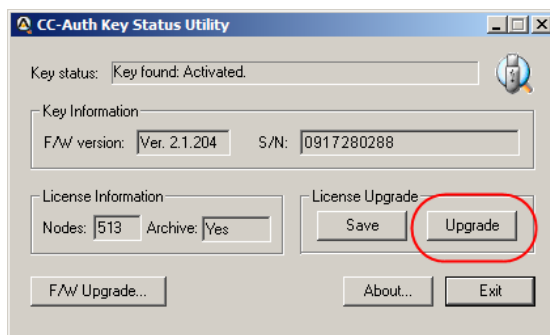 CC-Auth Key Status Utility
Key status: Key found: Activated.
Key Information
F/W version: Ver. 2.1.204 S/N: 0917280288
License Information License Upgrade
Nodes: 513 Archive: Yes Save Upgrade
F/W Upgrade... About... Exit